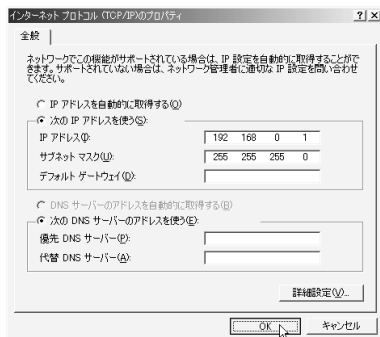 インターネット プロトコル (TCP/IP)のプロパティ
全般
ネットワークでこの機能がサポートされている場合は、IP 設定を自動的に取得することがで
きます。サポートされていない場合は、ネットワーク管理者に適切な IP 設定を問い合わせ
てください。
IP アドレスを自動的に取得する(O)
次の IP アドレスを使う(S):
IP アドレス(I): 192 168 0 1
サブネット マスク(U): 255 255 255 0
デフォルト ゲートウェイ(D):
DNS サーバーのアドレスを自動的に取得する(B)
次の DNS サーバーのアドレスを使う(E):
優先 DNS サーバー(P):
代替 DNS サーバー(A):
詳細設定(V)...
OK
キャンセル